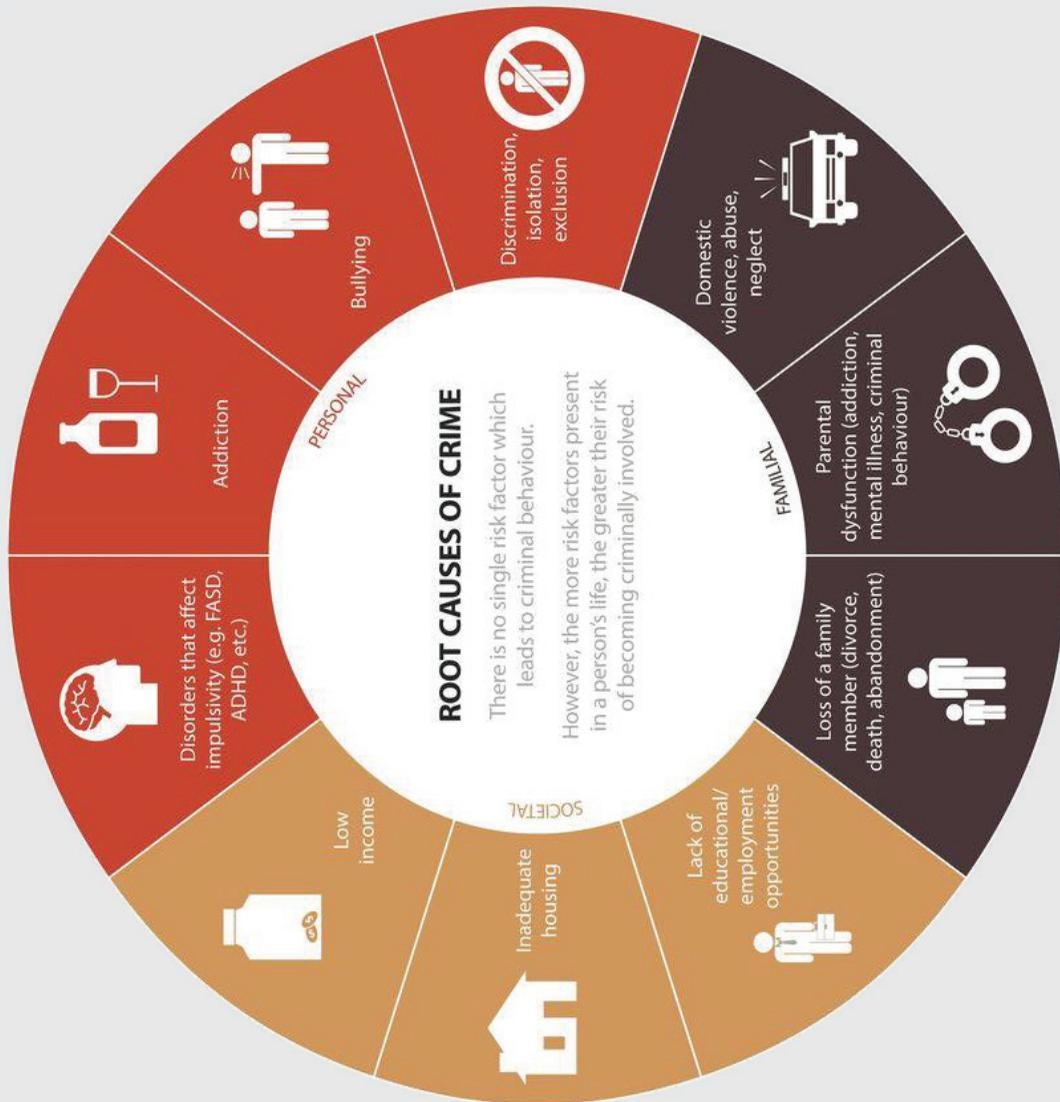 ROOT CAUSES OF CRIME
There is no single risk factor which
leads to criminal behaviour.
However, the more risk factors present
in a person's life, the greater their risk
of becoming criminally involved.
PERSONAL
Disorders that affect
impulsivity (e.g. FASD,
ADHD, etc.)
Addiction
Bullying
Discrimination,
isolation,
exclusion
FAMILIAL
Domestic
violence, abuse,
neglect
Parental
dysfunction (addiction,
mental illness, criminal
behaviour)
Loss of a family
member (divorce,
death, abandonment)
SOCIETAL
Lack of
educational/
employment
opportunities
Inadequate
housing
Low
income
$
$